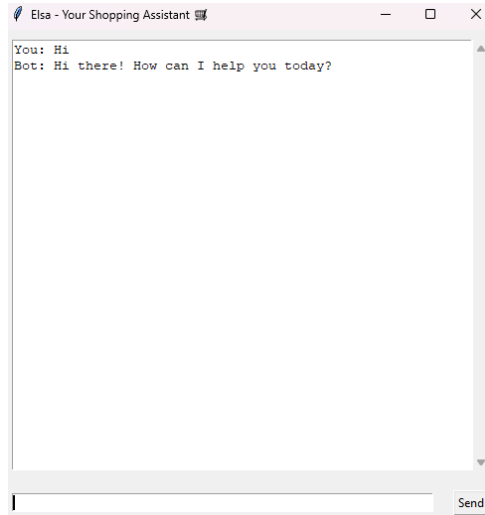 Elsa - Your Shopping Assistant 🛒
You: Hi
Bot: Hi there! How can I help you today?
Send